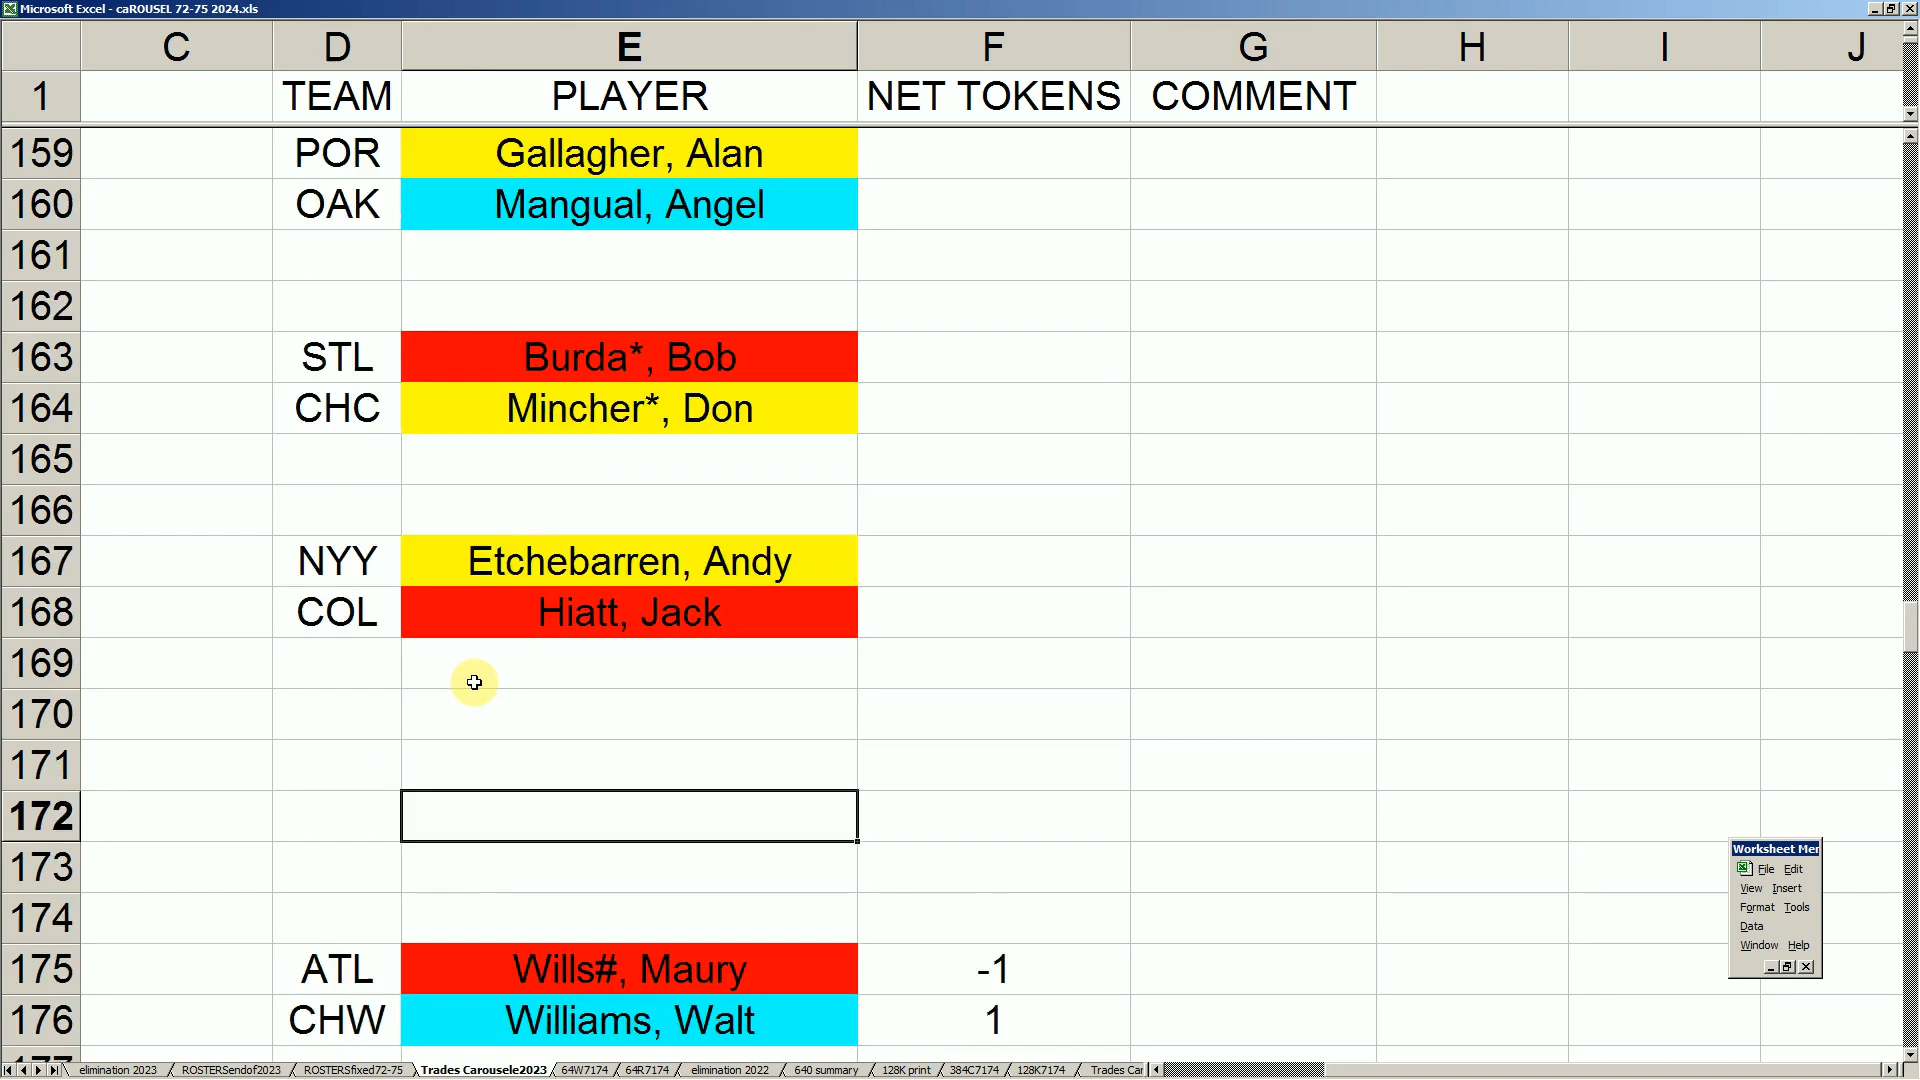 Microsoft Excel - caROUSEL 72-75 2024.xls
C D E F G H I J
1 TEAM PLAYER NET TOKENS COMMENT
159 POR Gallagher, Alan
160 OAK Mangual, Angel
161
162
163 STL Burda*, Bob
164 CHC Mincher*, Don
165
166
167 NYY Etchebarren, Andy
168 COL Hiatt, Jack
169
170
171
172
173
174
175 ATL Wills#, Maury -1
176 CHW Williams, Walt 1
177
Worksheet Mer
File Edit
View Insert
Format Tools
Data
Window Help
elimination 2023 ROSTERSendof2023 ROSTERSfixed72-75 Trades Carousele2023 64W7174 64R7174 elimination 2022 640 summary 128K print 384C7174 128K7174 Trades Car